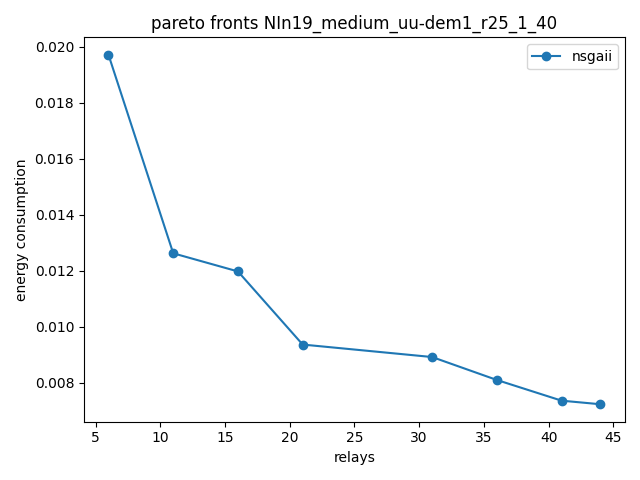 pareto fronts NIn19_medium_uu-dem1_r25_1_40
nsgaii
energy consumption
0.020
0.018
0.016
0.014
0.012
0.010
0.008
5 10 15 20 25 30 35 40 45
relays